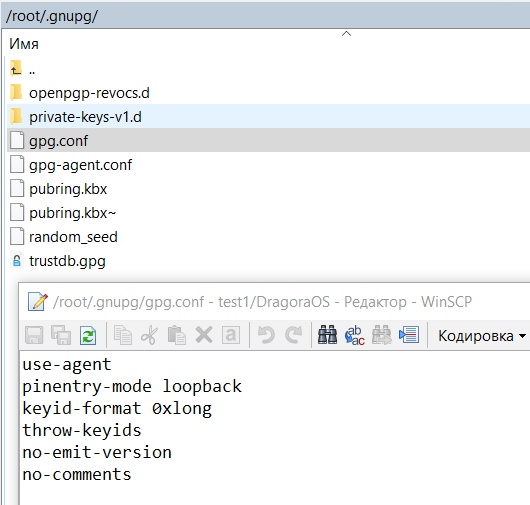 /root/.gnupg/
Имя
..
openpgp-revocs.d
private-keys-v1.d
gpg.conf
gpg-agent.conf
pubring.kbx
pubring.kbx~
random_seed
trustdb.gpg
/root/.gnupg/gpg.conf - test1/DragoraOS - Редактор - WinSCP
Кодировка
use-agent
pinentry-mode loopback
keyid-format 0xlong
throw-keyids
no-emit-version
no-comments